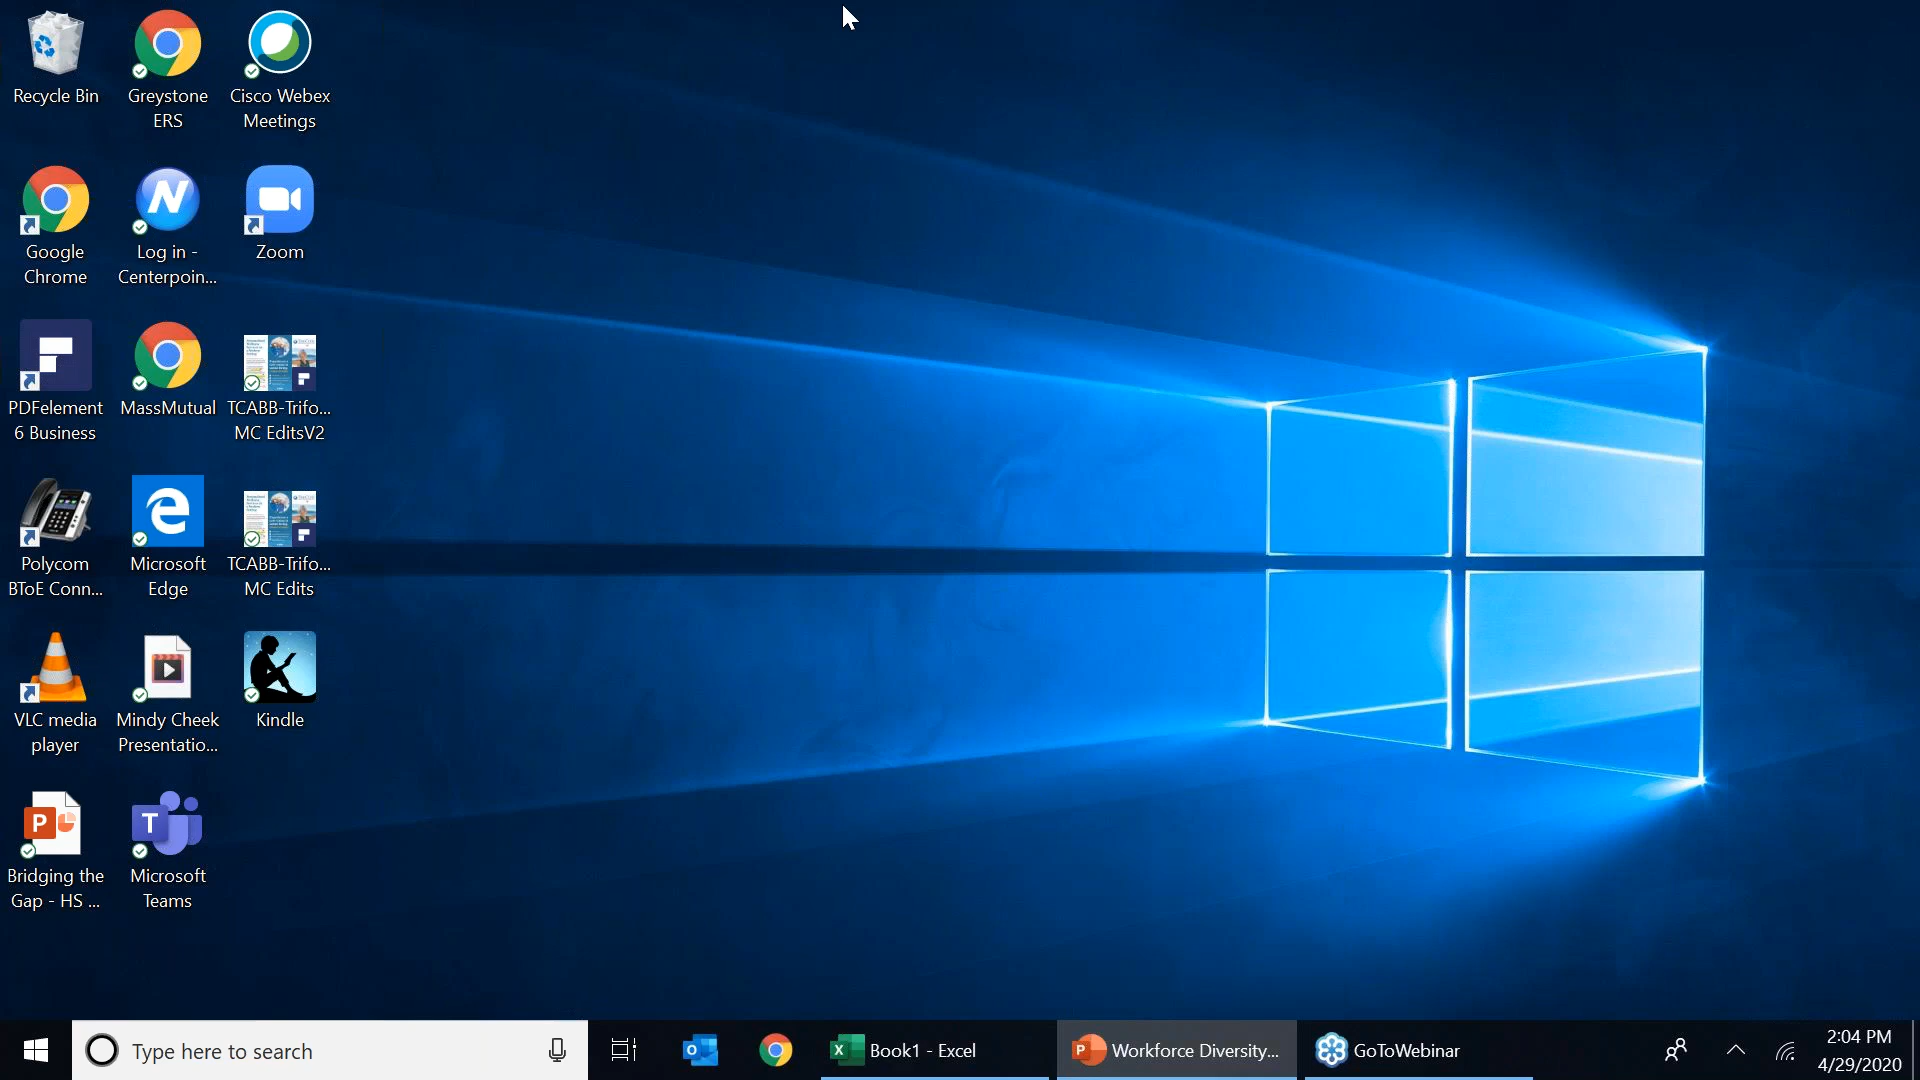 Recycle Bin
Greystone
ERS
Cisco Webex
Meetings
Google
Chrome
Log in -
Centerpoin...
Zoom
PDFelement
6 Business
MassMutual
TCABB-Trifo...
MC EditsV2
Polycom
BToE Conn...
Microsoft
Edge
TCABB-Trifo...
MC Edits
VLC media
player
Mindy Cheek
Presentatio...
Kindle
Bridging the
Gap - HS ...
Microsoft
Teams
Type here to search
Book1 - Excel
Workforce Diversity...
GoToWebinar
2:04 PM
4/29/2020